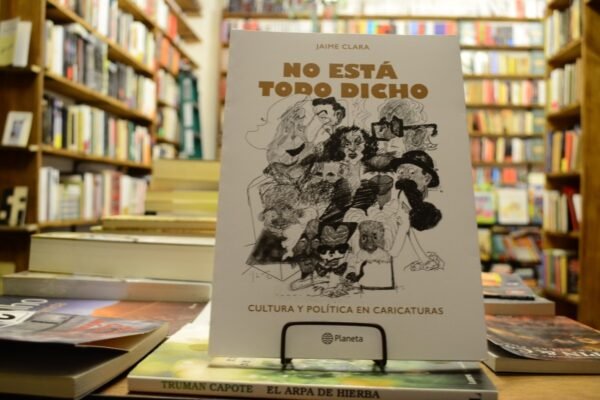 JAIME CLARA
NO ESTÁ
TODO DICHO
CULTURA Y POLÍTICA EN CARICATURAS
Planeta
TRUMAN CAPOTE EL ARPA DE HIERBA